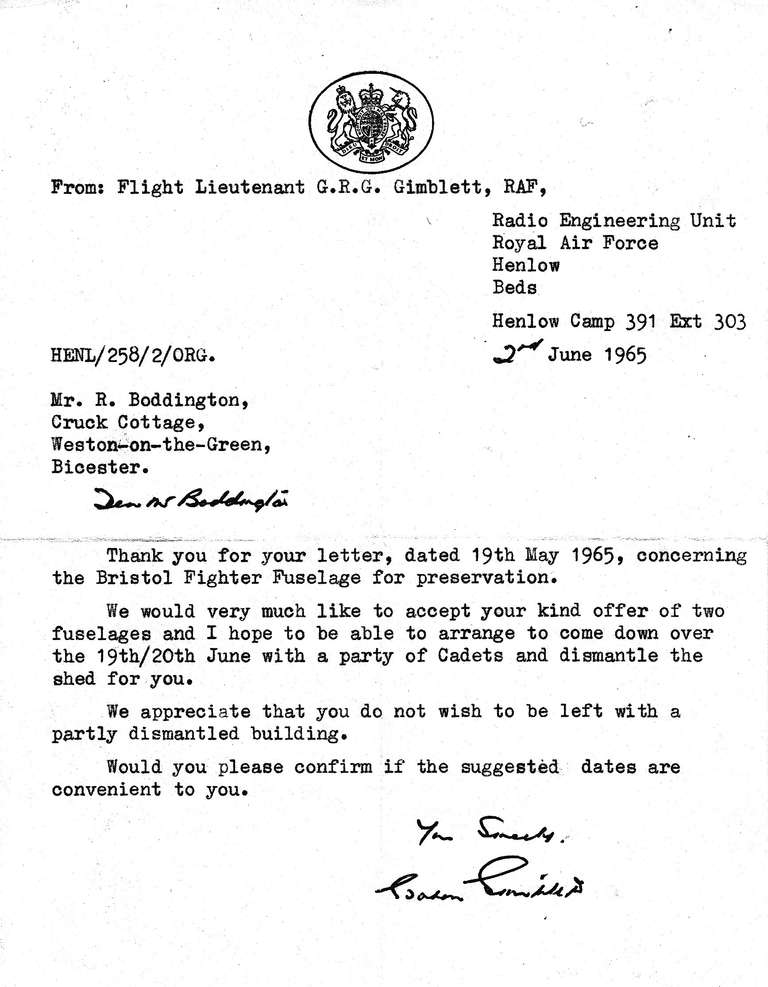 From: Flight Lieutenant G.R.G. Gimblett, RAF,
Radio Engineering Unit
Royal Air Force
Henlow
Beds
Henlow Camp 391 Ext 303
HENL/258/2/ORG.
2nd June 1965
Mr. R. Boddington,
Cruck Cottage,
Weston-on-the-Green,
Bicester.
Dear Mr Boddington
Thank you for your letter, dated 19th May 1965, concerning
the Bristol Fighter Fuselage for preservation.
We would very much like to accept your kind offer of two
fuselages and I hope to be able to arrange to come down over
the 19th/20th June with a party of Cadets and dismantle the
shed for you.
We appreciate that you do not wish to be left with a
partly dismantled building.
Would you please confirm if the suggested dates are
convenient to you.
Sincerely.
Gimblett